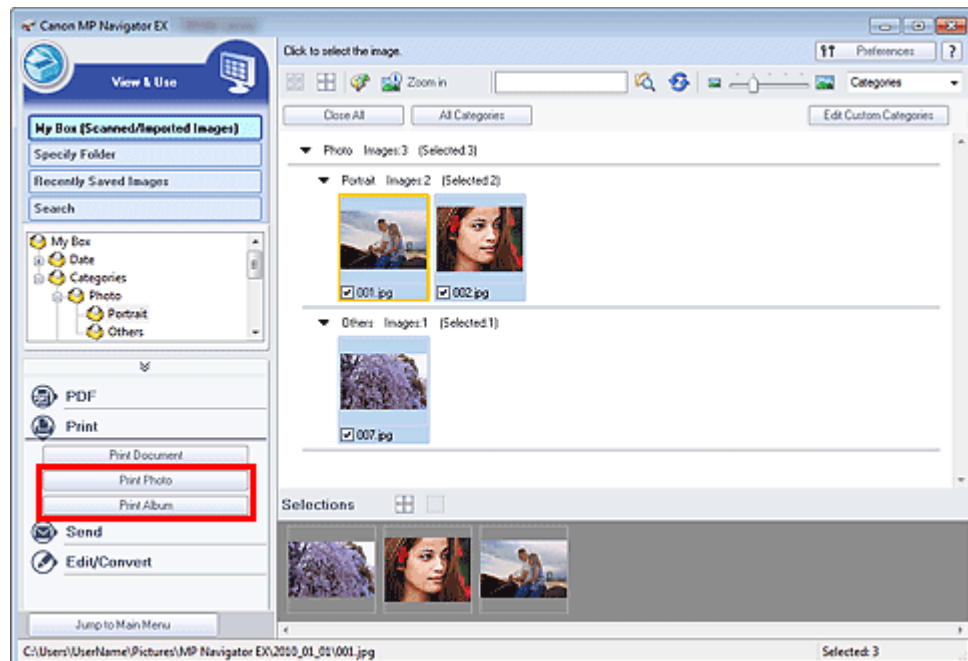 Canon MP Navigator EX
View & Use
My Box (Scanned/Imported Images)
Specify Folder
Recently Saved Images
Search
My Box
Date
Categories
Photo
Portrait
Others
PDF
Print
Print Document
Print Photo
Print Album
Send
Edit/Convert
Jump to Main Menu
Click to select the image.
Preferences
?
Zoom in
Categories
Close All
All Categories
Edit Custom Categories
Photo Images:3 (Selected:3)
Portrait Images:2 (Selected:2)
001.jpg
002.jpg
Others Images:1 (Selected:1)
007.jpg
Selections
C:\Users\UserName\Pictures\MP Navigator EX\2010_01_01\001.jpg
Selected: 3